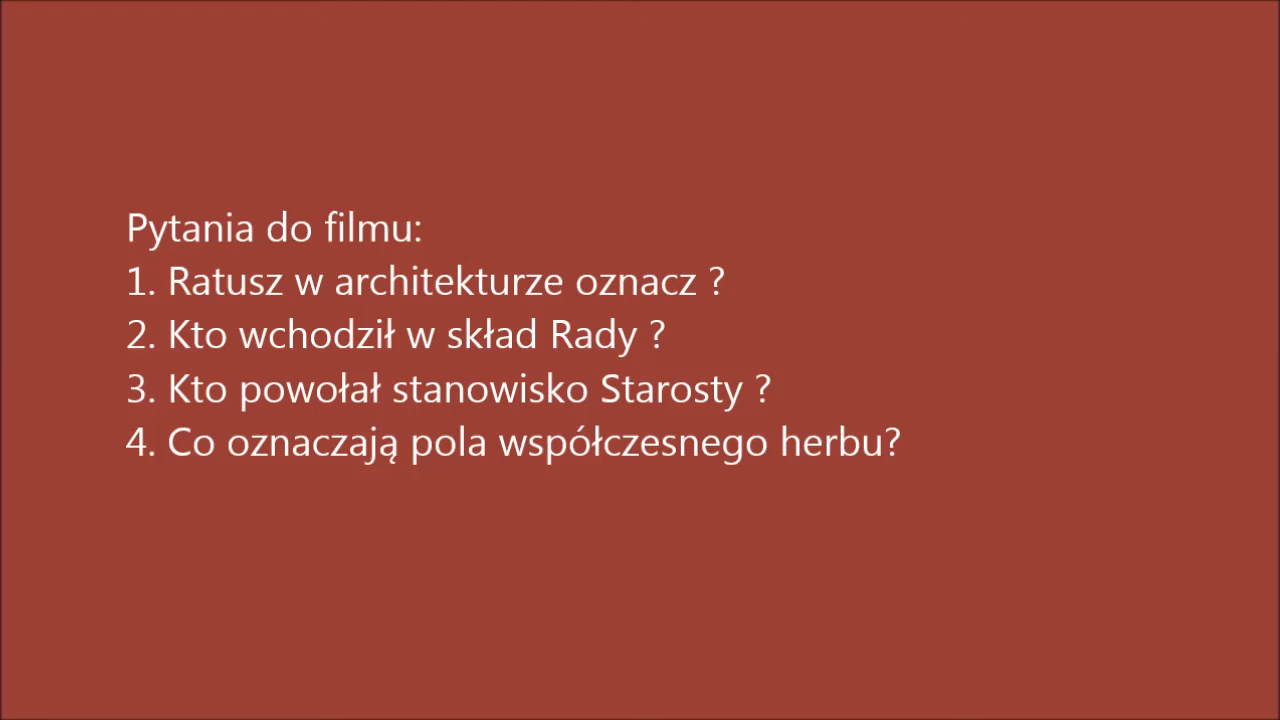 Pytania do filmu:
1. Ratusz w architekturze oznacz ?
2. Kto wchodził w skład Rady ?
3. Kto powołał stanowisko Starosty ?
4. Co oznaczają pola współczesnego herbu?